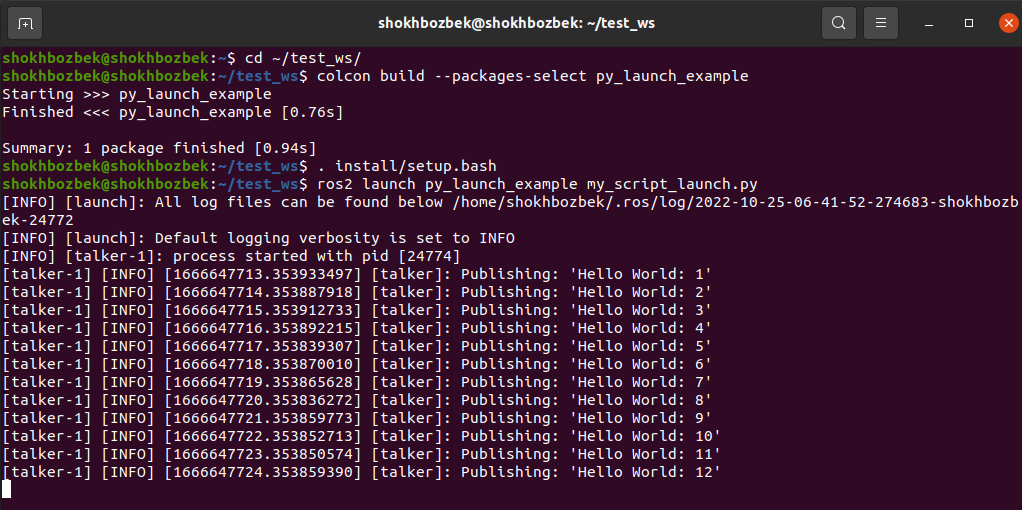 shokhbozbek@shokhbozbek: ~/test_ws
shokhbozbek@shokhbozbek:~$ cd ~/test_ws/
shokhbozbek@shokhbozbek:~/test_ws$ colcon build --packages-select py_launch_example
Starting >>> py_launch_example
Finished <<< py_launch_example [0.76s]
Summary: 1 package finished [0.94s]
shokhbozbek@shokhbozbek:~/test_ws$ . install/setup.bash
shokhbozbek@shokhbozbek:~/test_ws$ ros2 launch py_launch_example my_script_launch.py
[INFO] [launch]: All log files can be found below /home/shokhbozbek/.ros/log/2022-10-25-06-41-52-274683-shokhbozb
ek-24772
[INFO] [launch]: Default logging verbosity is set to INFO
[INFO] [talker-1]: process started with pid [24774]
[talker-1] [INFO] [1666647713.353933497] [talker]: Publishing: 'Hello World: 1'
[talker-1] [INFO] [1666647714.353887918] [talker]: Publishing: 'Hello World: 2'
[talker-1] [INFO] [1666647715.353912733] [talker]: Publishing: 'Hello World: 3'
[talker-1] [INFO] [1666647716.353892215] [talker]: Publishing: 'Hello World: 4'
[talker-1] [INFO] [1666647717.353839307] [talker]: Publishing: 'Hello World: 5'
[talker-1] [INFO] [1666647718.353870010] [talker]: Publishing: 'Hello World: 6'
[talker-1] [INFO] [1666647719.353865628] [talker]: Publishing: 'Hello World: 7'
[talker-1] [INFO] [1666647720.353836272] [talker]: Publishing: 'Hello World: 8'
[talker-1] [INFO] [1666647721.353859773] [talker]: Publishing: 'Hello World: 9'
[talker-1] [INFO] [1666647722.353852713] [talker]: Publishing: 'Hello World: 10'
[talker-1] [INFO] [1666647723.353850574] [talker]: Publishing: 'Hello World: 11'
[talker-1] [INFO] [1666647724.353859390] [talker]: Publishing: 'Hello World: 12'